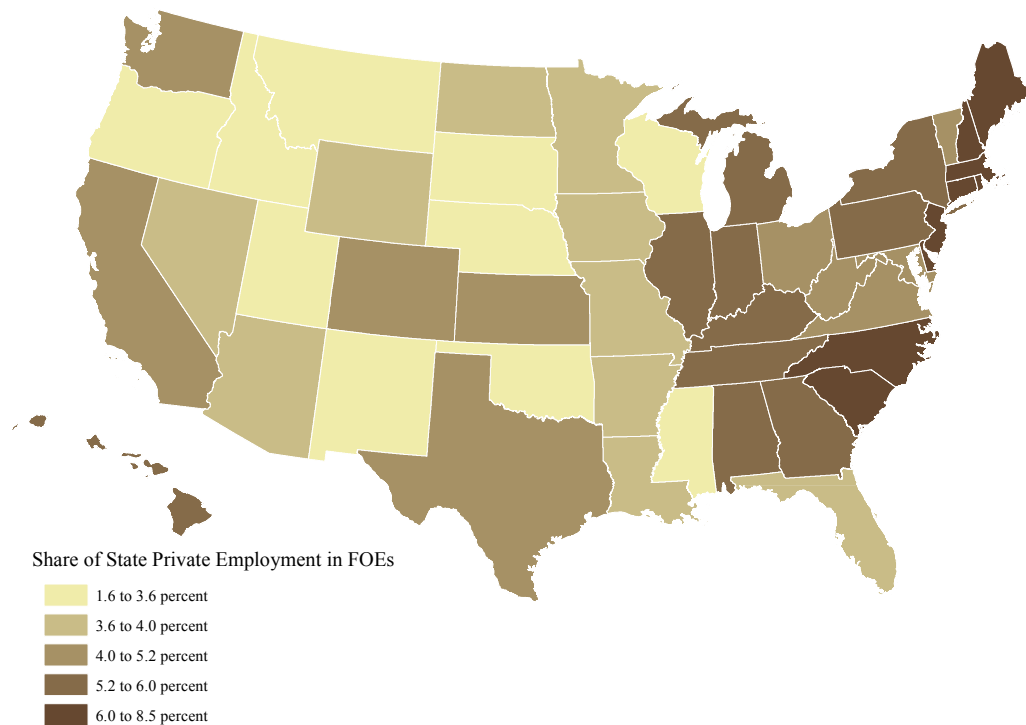 Share of State Private Employment in FOEs
1.6 to 3.6 percent
3.6 to 4.0 percent
4.0 to 5.2 percent
5.2 to 6.0 percent
6.0 to 8.5 percent